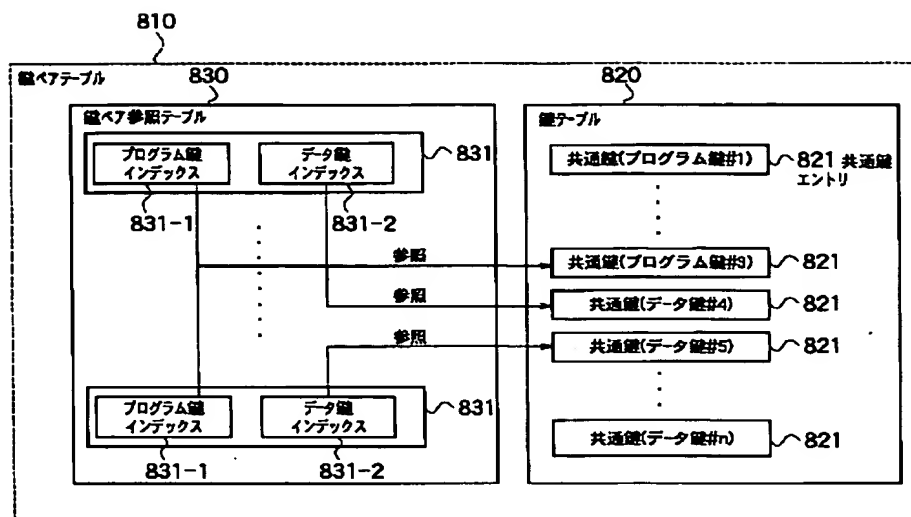 810
鍵ペアテーブル
830
820
鍵ペア参照テーブル
鍵テーブル
プログラム鍵
インデックス
データ鍵
インデックス
831
831-1
831-2
共通鍵(プログラム鍵#1)
821 共通鍵
エントリ
参照
共通鍵(プログラム鍵#3)
821
参照
共通鍵(データ鍵#4)
821
参照
共通鍵(データ鍵#5)
821
プログラム鍵
インデックス
データ鍵
インデックス
831
831-1
831-2
共通鍵(データ鍵#n)
821